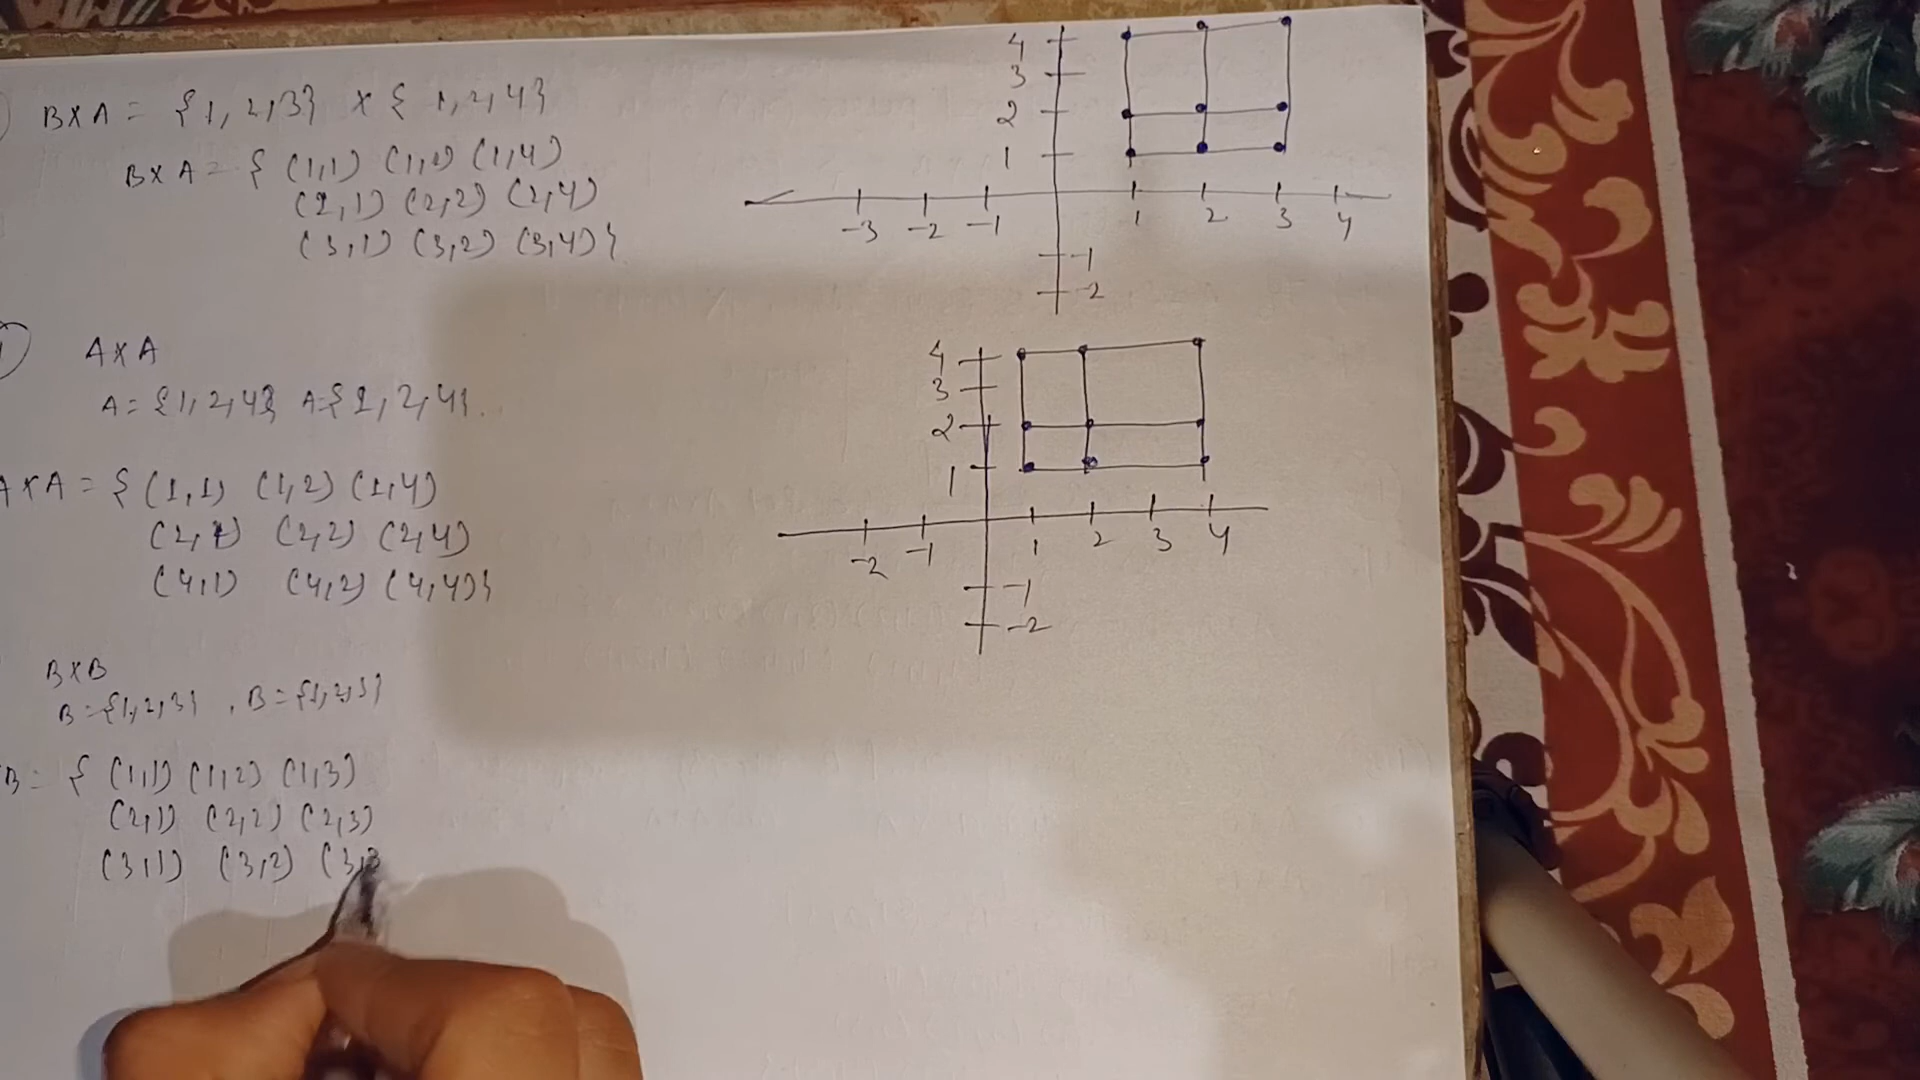 B×A = {1, 2, 3} × {1, 2, 4}
B×A = { (1,1) (1,2) (1,4)
(2,1) (2,2) (2,4)
(3,1) (3,2) (3,4)}
4
3
2
1
-3 -2 -1 1 2 3 4
-1
-2
A×A
A = {1, 2, 4} A={1, 2, 4}.
A×A = { (1,1) (1,2) (1,4)
(2,1) (2,2) (2,4)
(4,1) (4,2) (4,4)}
4
3
2
1
-2 -1 1 2 3 4
-1
-2
B×B
B={1,2,3} , B={1,2,3}
B = { (1,1) (1,2) (1,3)
(2,1) (2,2) (2,3)
(3,1) (3,2) (3,3